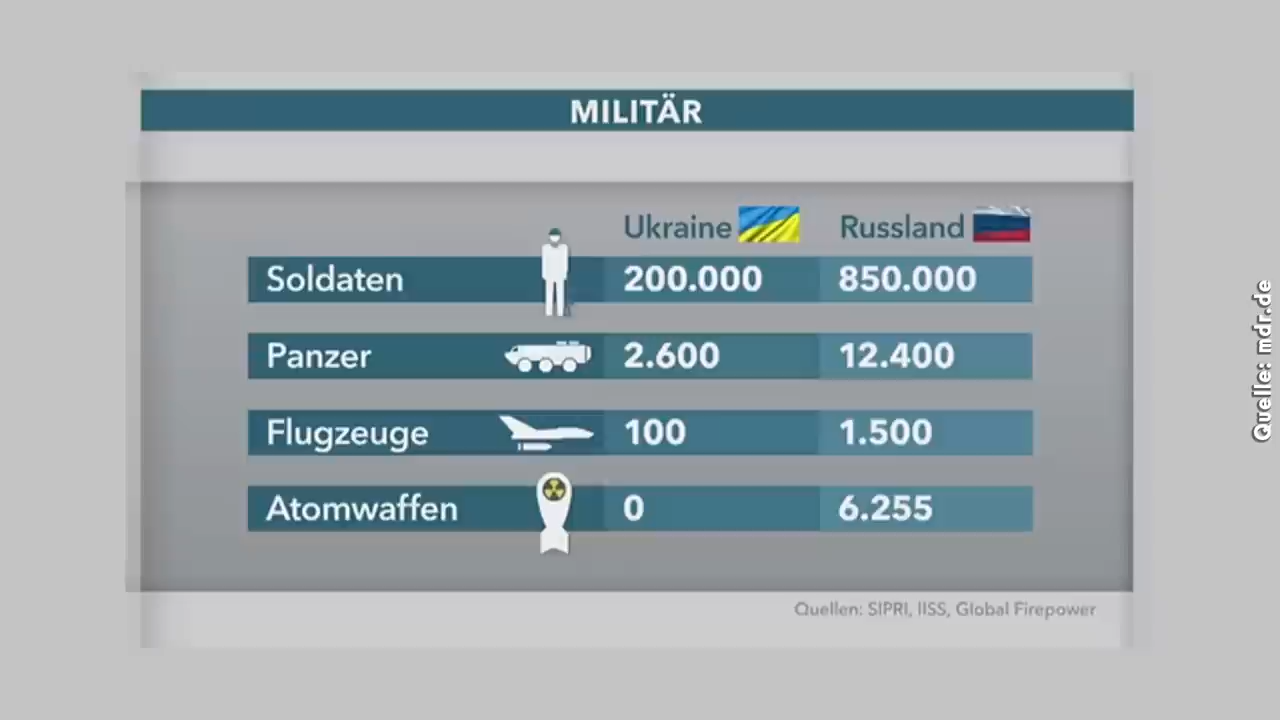 MILITÄR
Ukraine Russland
Soldaten 200.000 850.000
Panzer 2.600 12.400
Flugzeuge 100 1.500
Atomwaffen 0 6.255
Quellen: SIPRI, IISS, Global Firepower
Quelle: mdr.de